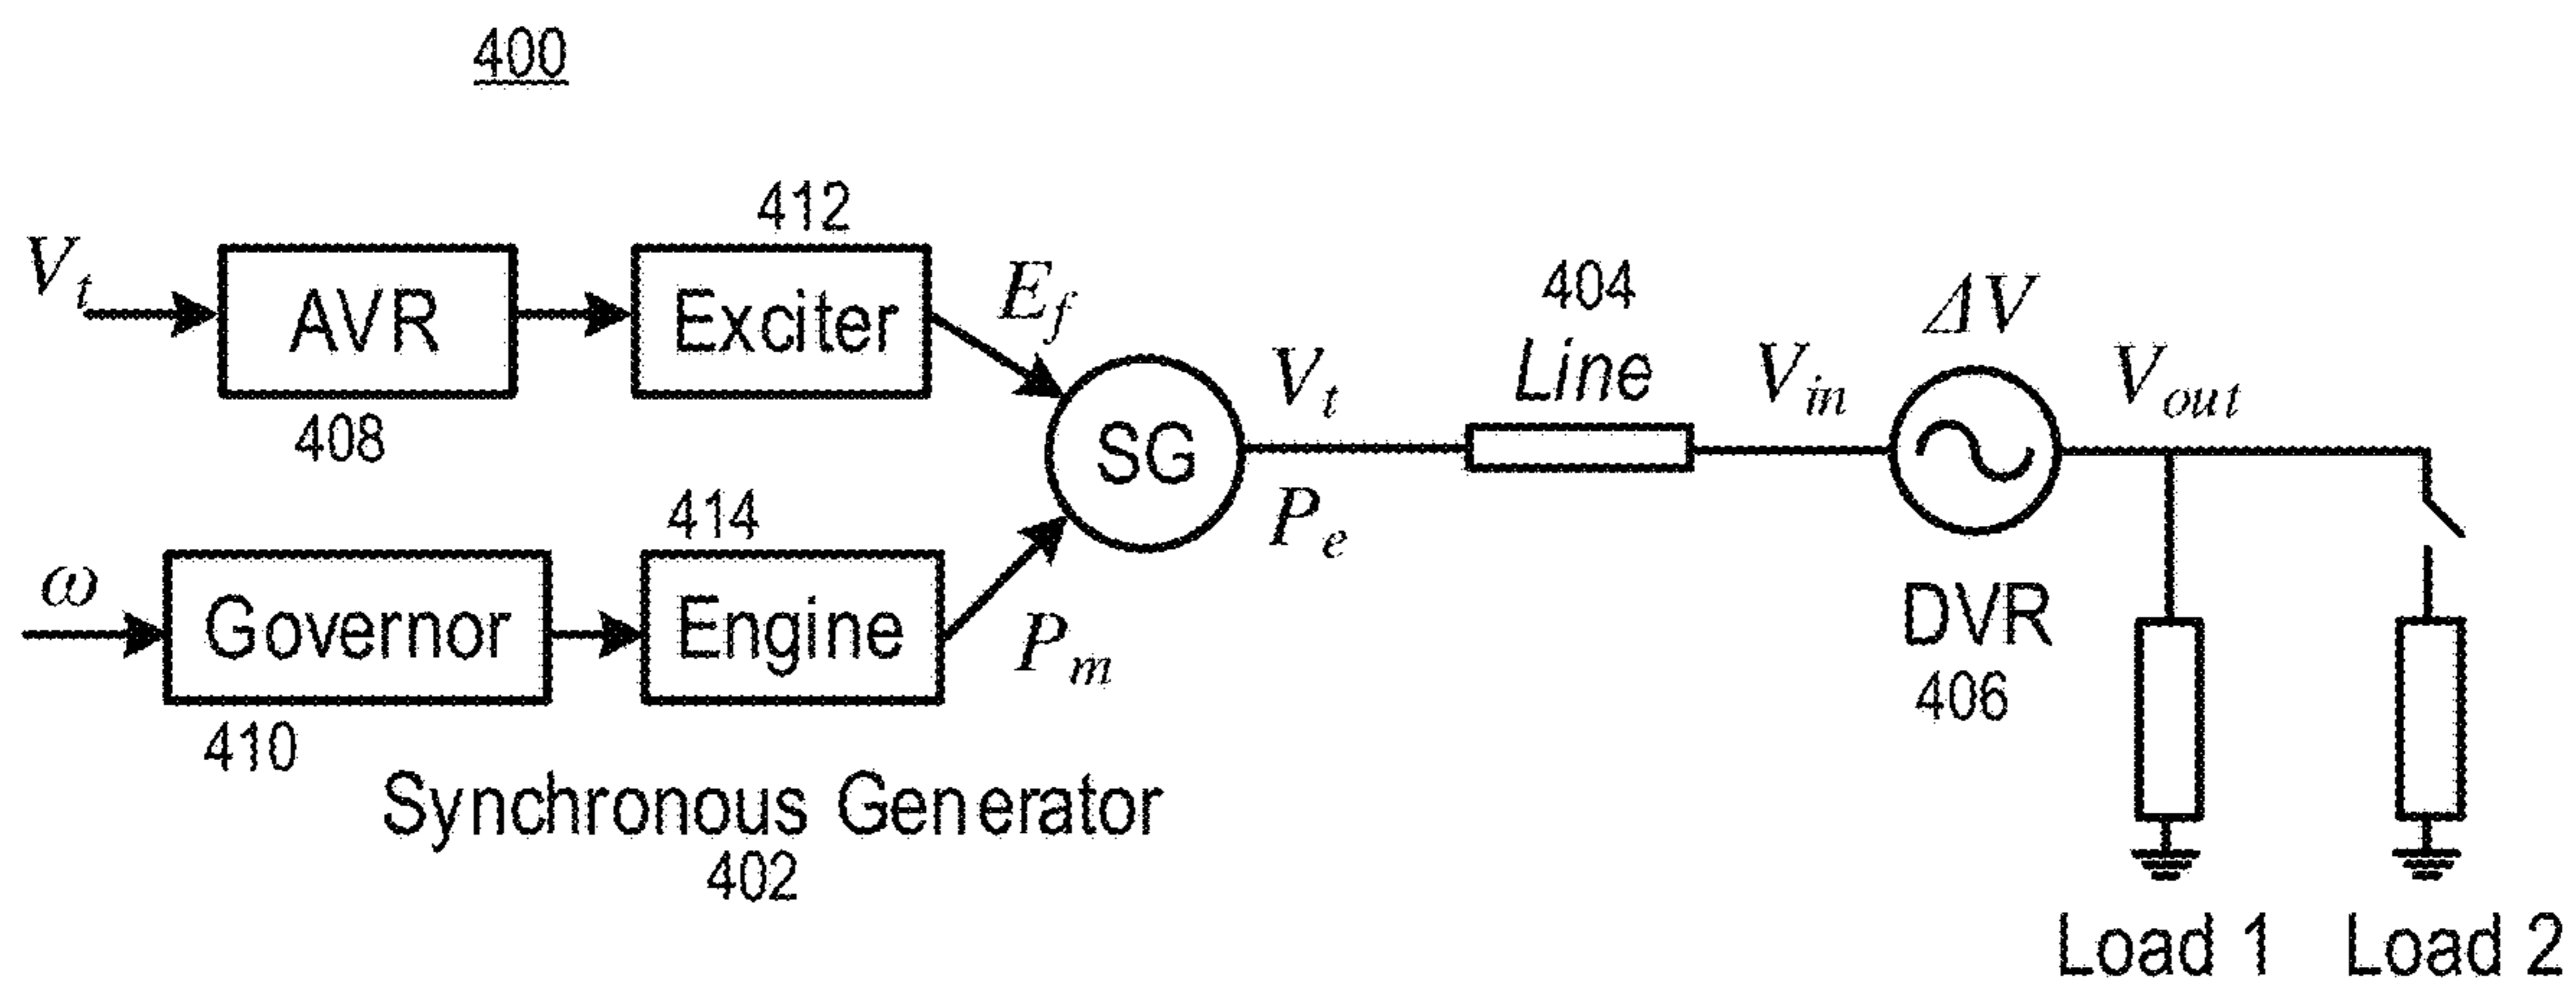 400
412
V_t
AVR
Exciter
E_f
408
404
Line
ΔV
V_t
V_in
V_out
SG
P_e
414
ω
Governor
Engine
P_m
410
DVR
406
Synchronous Generator
402
Load 1
Load 2